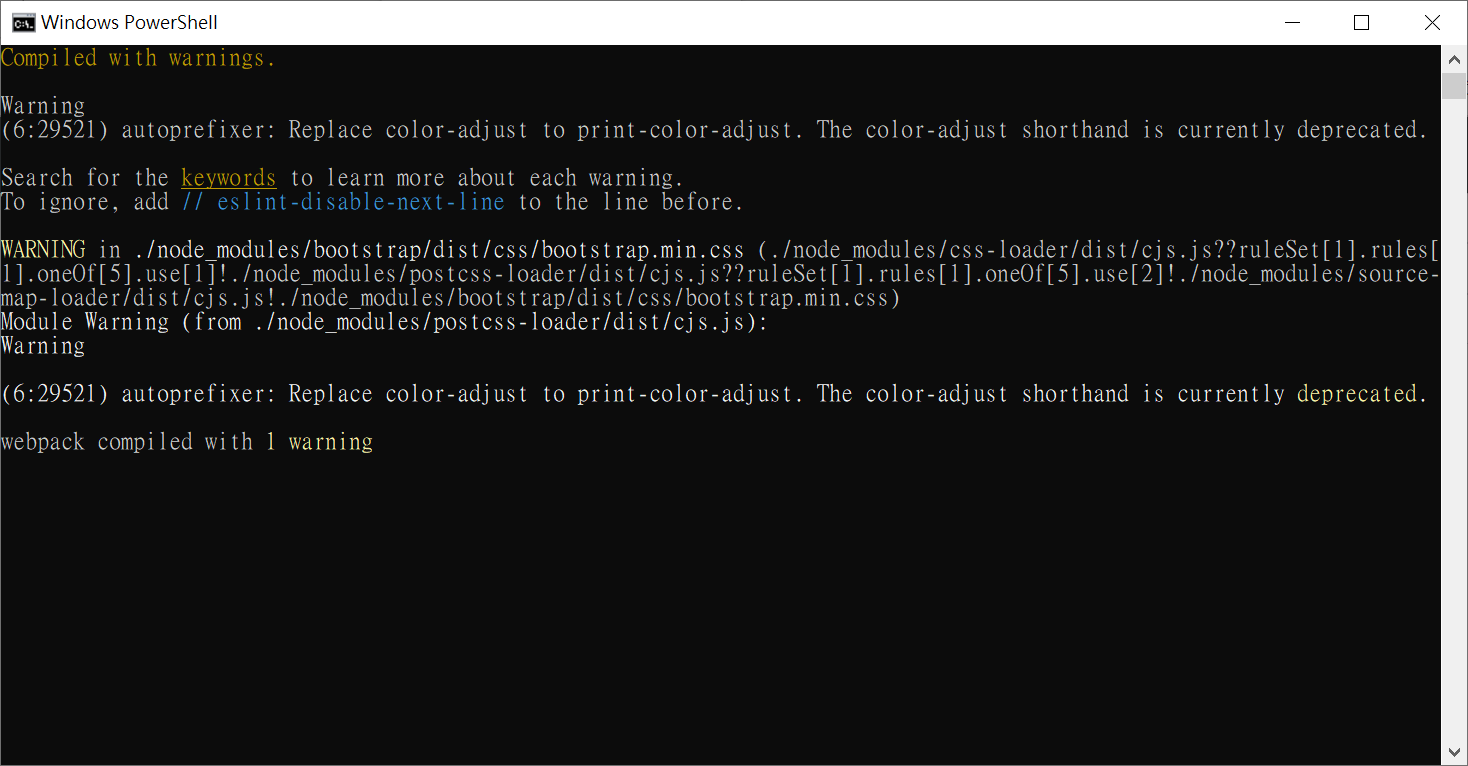 Windows PowerShell
Compiled with warnings.
Warning
(6:29521) autoprefixer: Replace color-adjust to print-color-adjust. The color-adjust shorthand is currently deprecated.
Search for the keywords to learn more about each warning.
To ignore, add // eslint-disable-next-line to the line before.
WARNING in ./node_modules/bootstrap/dist/css/bootstrap.min.css (./node_modules/css-loader/dist/cjs.js??ruleSet[1].rules[
1].oneOf[5].use[1]!./node_modules/postcss-loader/dist/cjs.js??ruleSet[1].rules[1].oneOf[5].use[2]!./node_modules/source-
map-loader/dist/cjs.js!./node_modules/bootstrap/dist/css/bootstrap.min.css)
Module Warning (from ./node_modules/postcss-loader/dist/cjs.js):
Warning
(6:29521) autoprefixer: Replace color-adjust to print-color-adjust. The color-adjust shorthand is currently deprecated.
webpack compiled with 1 warning